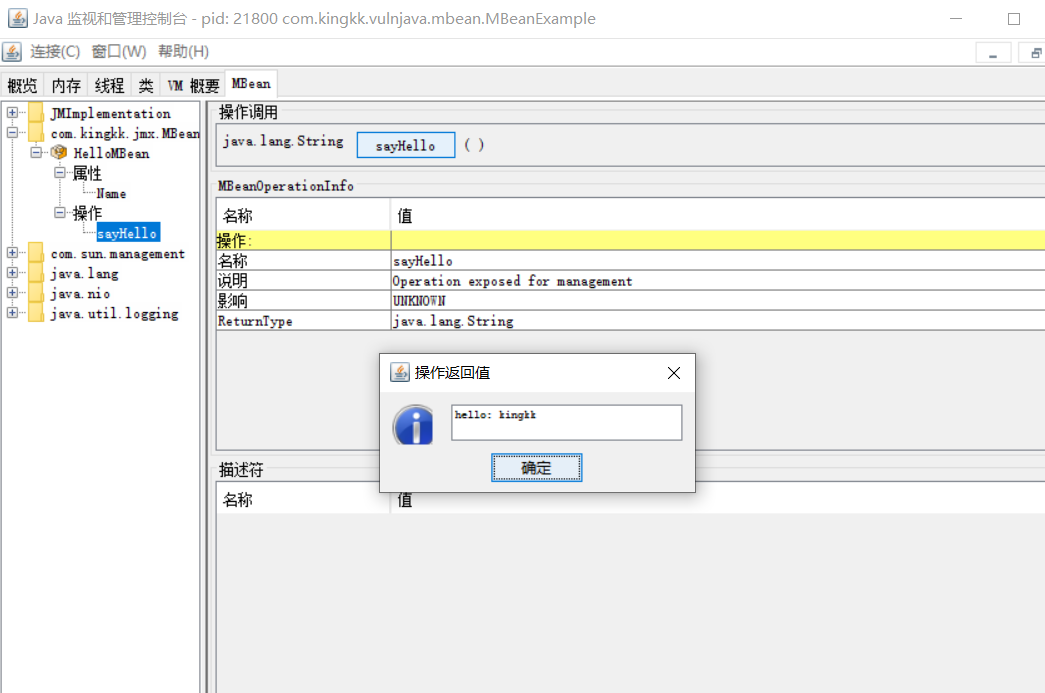 Java 监视和管理控制台 - pid: 21800 com.kingkk.vulnjava.mbean.MBeanExample
连接(C) 窗口(W) 帮助(H)
概览 内存 线程 类 VM 概要 MBean
JMImplementation
com.kingkk.jmx.MBean
HelloMBean
属性
Name
操作
sayHello
com.sun.management
java.lang
java.nio
java.util.logging
操作调用
java.lang.String sayHello ( )
MBeanOperationInfo
名称 值
操作:
名称 sayHello
说明 Operation exposed for management
影响 UNKNOWN
ReturnType java.lang.String
操作返回值
hello: kingkk
确定
描述符
名称 值